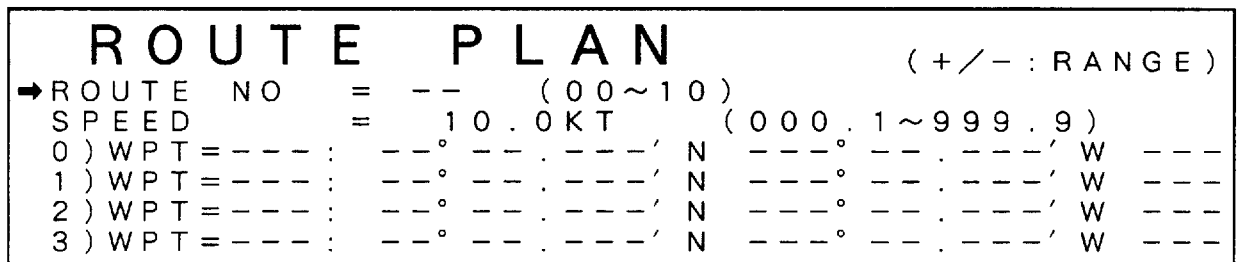 ROUTE PLAN (+/−:RANGE)
➡ROUTE NO = −− (00~10)
SPEED = 10.0KT (000.1~999.9)
0)WPT=−−−: −−°−−.−−−′N −−−°−−.−−−′W −−−
1)WPT=−−−: −−°−−.−−−′N −−−°−−.−−−′W −−−
2)WPT=−−−: −−°−−.−−−′N −−−°−−.−−−′W −−−
3)WPT=−−−: −−°−−.−−−′N −−−°−−.−−−′W −−−